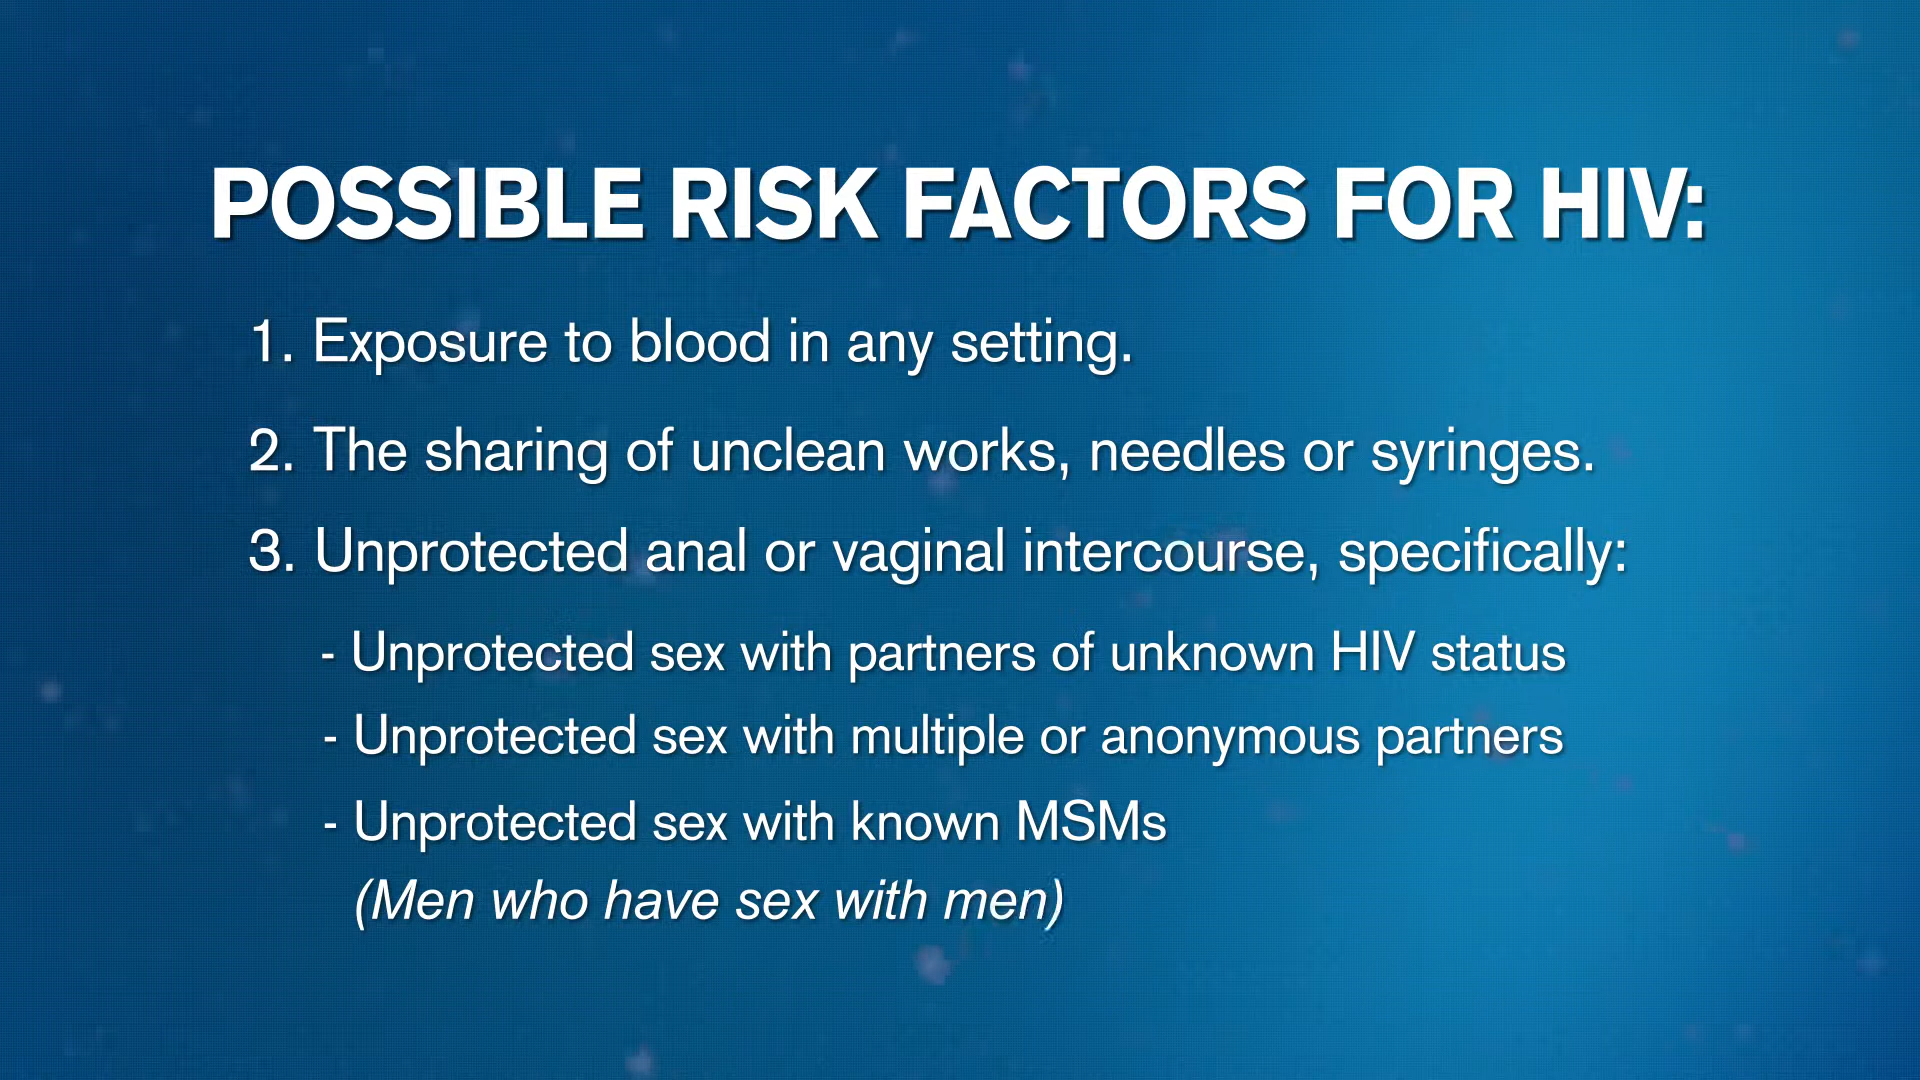 POSSIBLE RISK FACTORS FOR HIV:
1. Exposure to blood in any setting.
2. The sharing of unclean works, needles or syringes.
3. Unprotected anal or vaginal intercourse, specifically:
- Unprotected sex with partners of unknown HIV status
- Unprotected sex with multiple or anonymous partners
- Unprotected sex with known MSMs
(Men who have sex with men)